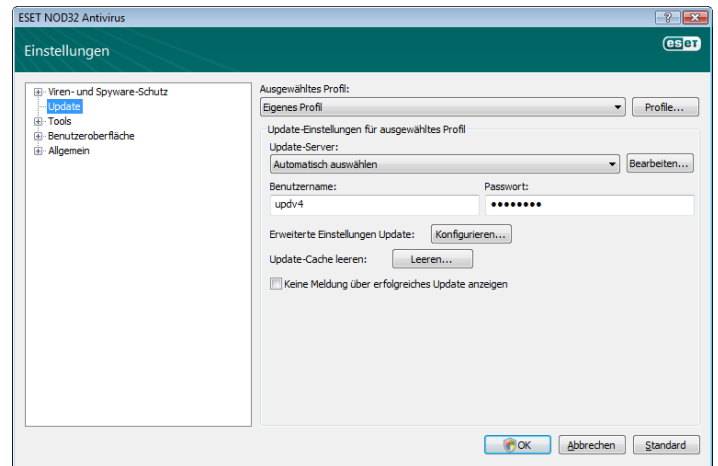 ESET NOD32 Antivirus
Einstellungen
eseT
Viren- und Spyware-Schutz
Update
Tools
Benutzeroberfläche
Allgemein
Ausgewähltes Profil:
Eigenes Profil
Profile...
Update-Einstellungen für ausgewähltes Profil
Update-Server:
Automatisch auswählen
Bearbeiten...
Benutzername:
Passwort:
updv4
●●●●●●●●
Erweiterte Einstellungen Update:
Konfigurieren...
Update-Cache leeren:
Leeren...
Keine Meldung über erfolgreiches Update anzeigen
OK
Abbrechen
Standard